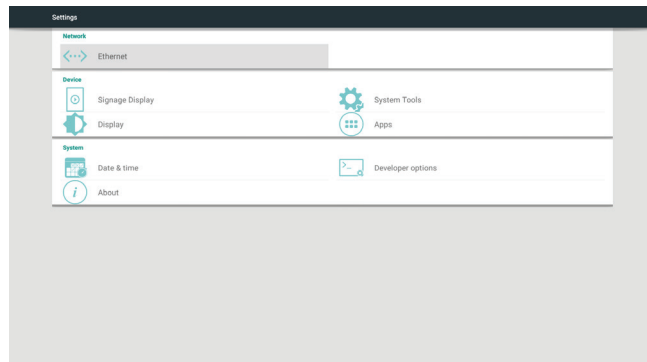 Settings
Network
Ethernet
Device
Signage Display
System Tools
Display
Apps
System
Date & time
Developer options
About